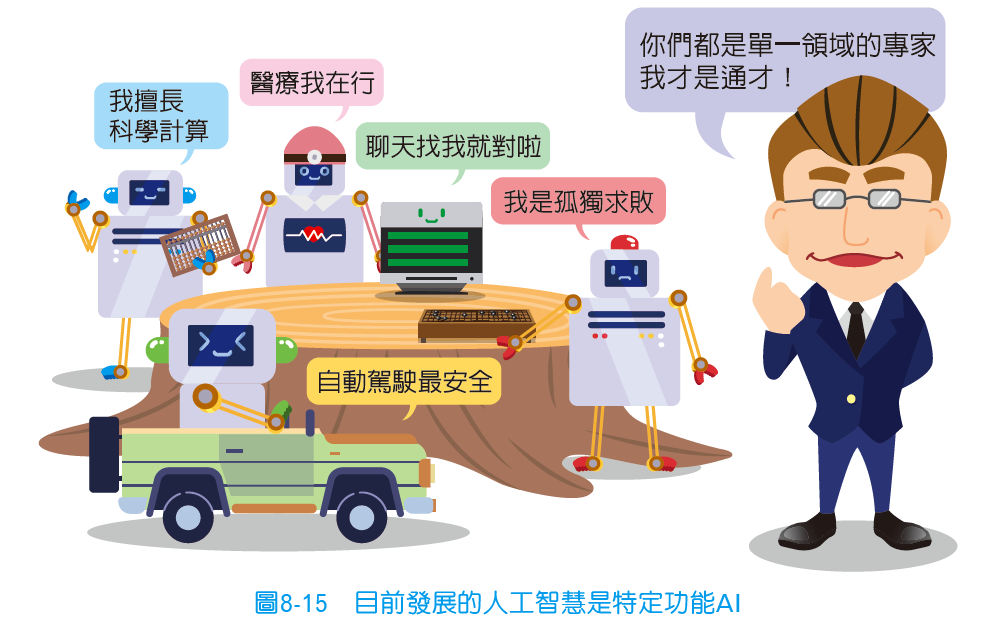 你們都是單一領域的專家
我才是通才！
醫療我在行
我擅長
科學計算
聊天找我就對啦
我是孤獨求敗
自動駕駛最安全
圖8-15　目前發展的人工智慧是特定功能AI